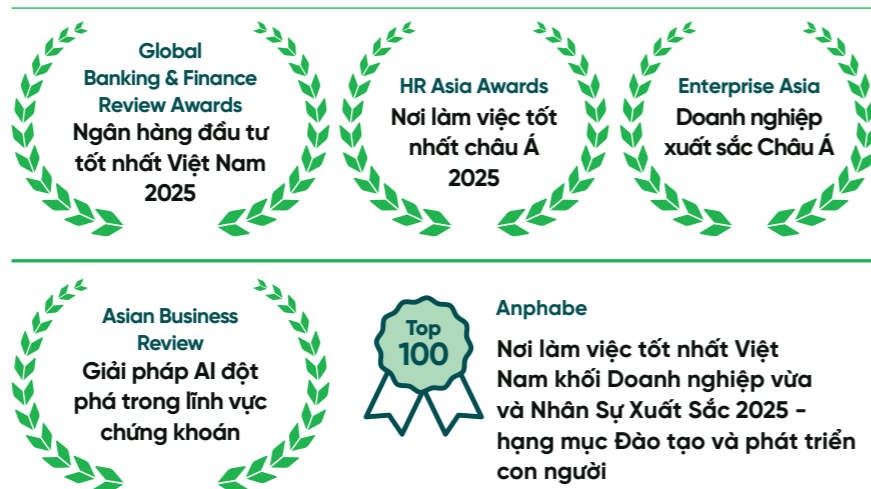 Global
Banking & Finance
Review Awards
Ngân hàng đầu tư
tốt nhất Việt Nam
2025
HR Asia Awards
Nơi làm việc tốt
nhất châu Á
2025
Enterprise Asia
Doanh nghiệp
xuất sắc Châu Á
Asian Business
Review
Giải pháp AI đột
phá trong lĩnh vực
chứng khoán
Top
100
Anphabe
Nơi làm việc tốt nhất Việt
Nam khối Doanh nghiệp vừa
và Nhân Sự Xuất Sắc 2025 -
hạng mục Đào tạo và phát triển
con người